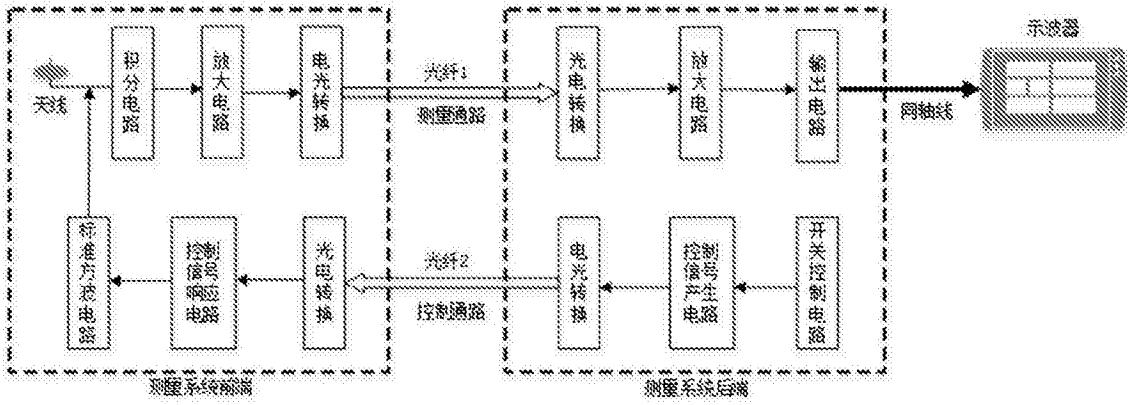 示波器
天线
积分电路
放大电路
电光转换
光纤1
测量通路
光电转换
放大电路
输出电路
网轴线
标准方波电路
控制信号响应电路
光电转换
光纤2
控制通路
电光转换
控制信号产生电路
开关控制电路
测量系统前端
测量系统后端